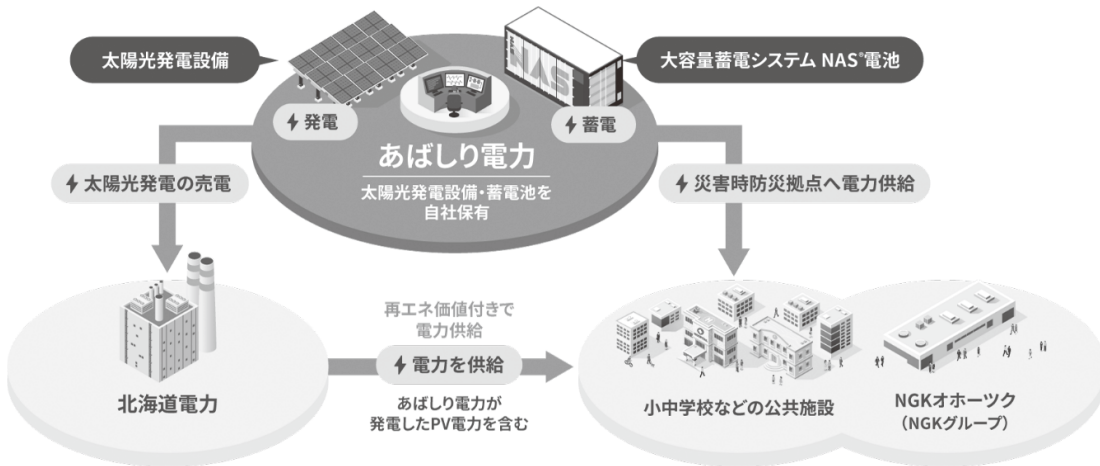 太陽光発電設備
大容量蓄電システム NAS®電池
NAS
発電
蓄電
あばしり電力
太陽光発電設備・蓄電池を
自社保有
太陽光発電の売電
災害時防災拠点へ電力供給
再エネ価値付きで
電力供給
電力を供給
あばしり電力が
発電したPV電力を含む
北海道電力
小中学校などの公共施設
NGKオホーツク
（NGKグループ）